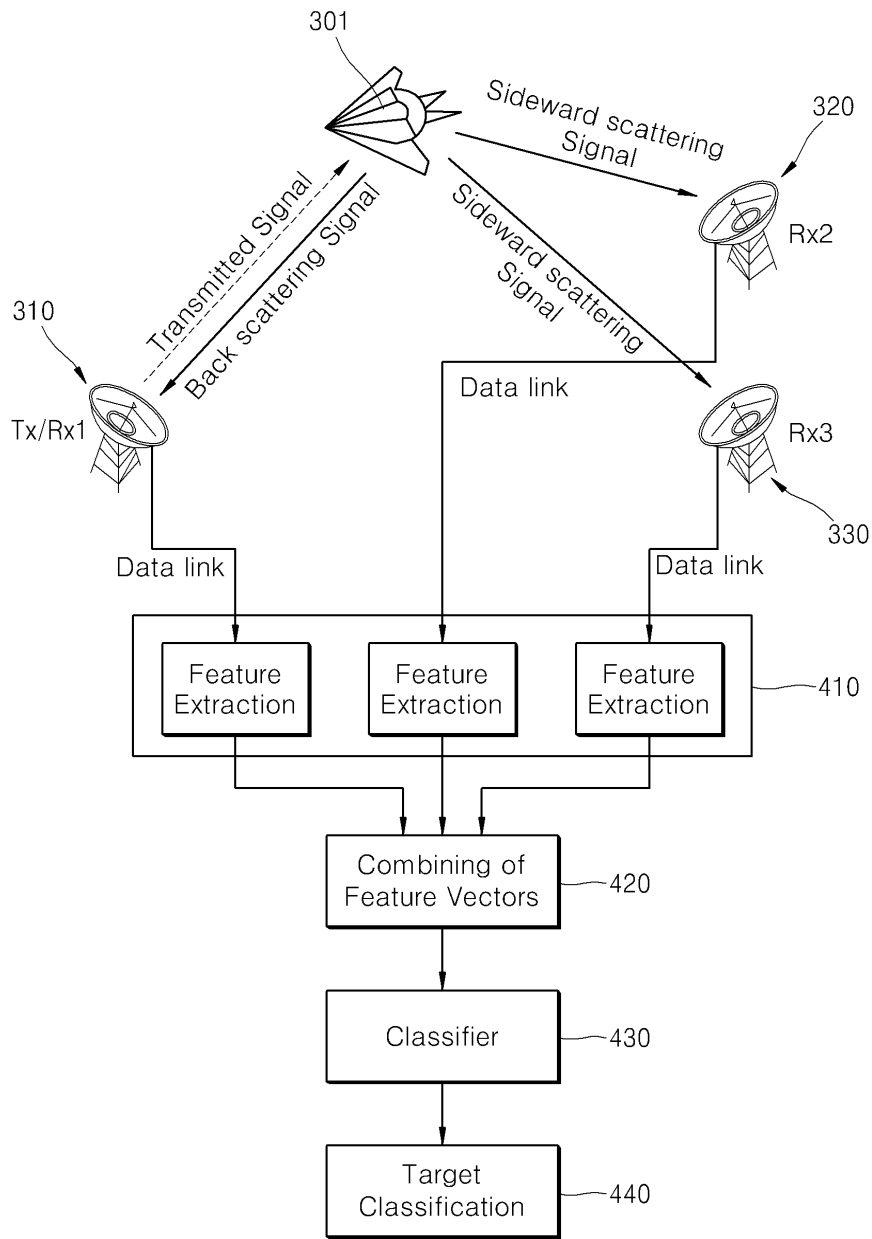 301
Sideward scattering
Signal
320
Rx2
Sideward scattering
Signal
Transmitted Signal
Back scattering Signal
310
Tx/Rx1
Data link
Rx3
330
Data link
Data link
Feature
Extraction
Feature
Extraction
Feature
Extraction
410
Combining of
Feature Vectors
420
Classifier
430
Target
Classification
440